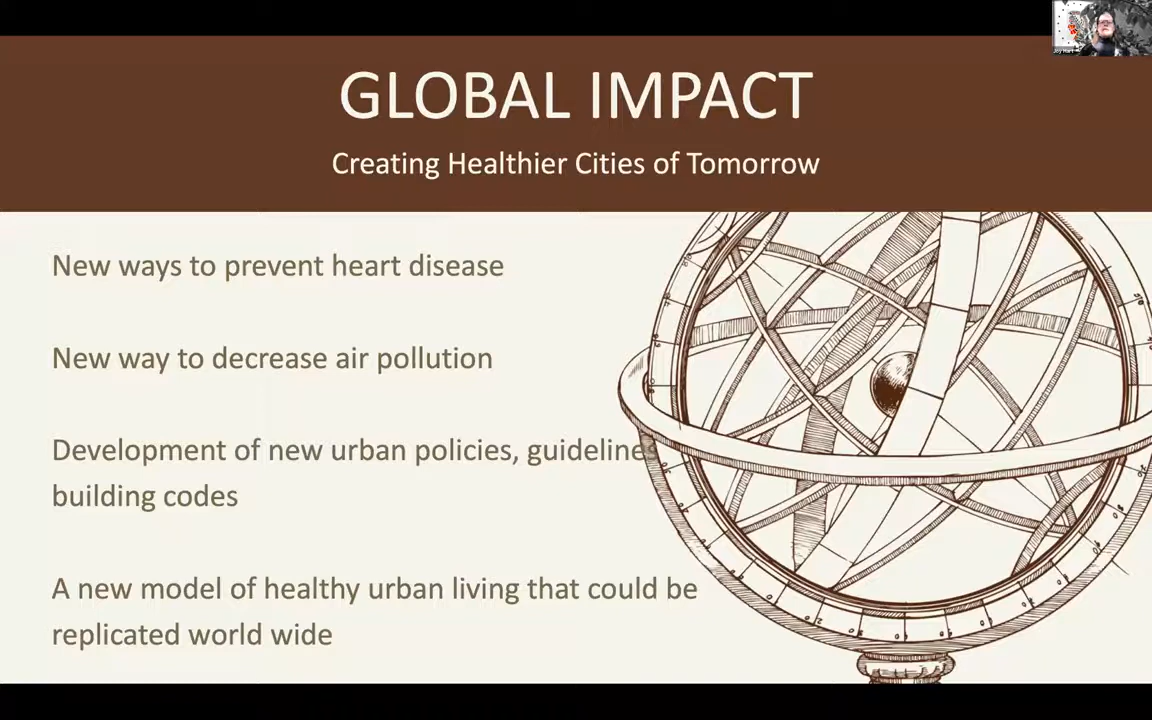 GLOBAL IMPACT
Creating Healthier Cities of Tomorrow
New ways to prevent heart disease
New way to decrease air pollution
Development of new urban policies, guidelines
building codes
A new model of healthy urban living that could be
replicated world wide